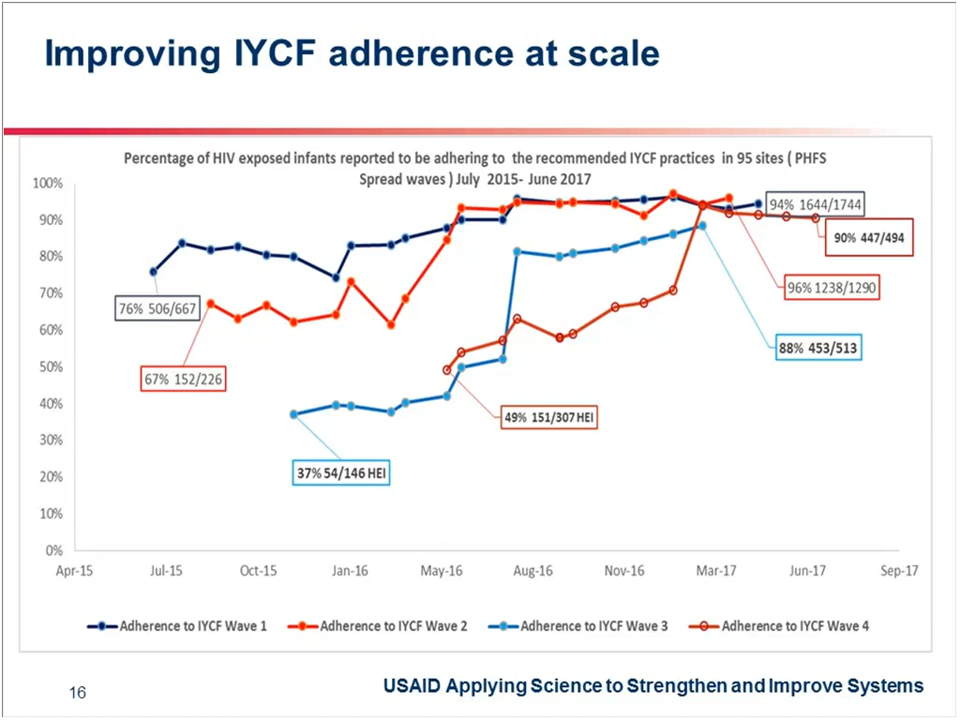 Improving IYCF adherence at scale
Percentage of HIV exposed infants reported to be adhering to the recommended IYCF practices in 95 sites ( PHFS
Spread waves ) July 2015- June 2017
100%
90%
80%
70%
60%
50%
40%
30%
20%
10%
0%
94% 1644/1744
90% 447/494
96% 1238/1290
88% 453/513
76% 506/667
67% 152/226
49% 151/307 HEI
37% 54/146 HEI
Apr-15 Jul-15 Oct-15 Jan-16 May-16 Aug-16 Nov-16 Mar-17 Jun-17 Sep-17
Adherence to IYCF Wave 1 Adherence to IYCF Wave 2 Adherence to IYCF Wave 3 Adherence to IYCF Wave 4
16
USAID Applying Science to Strengthen and Improve Systems